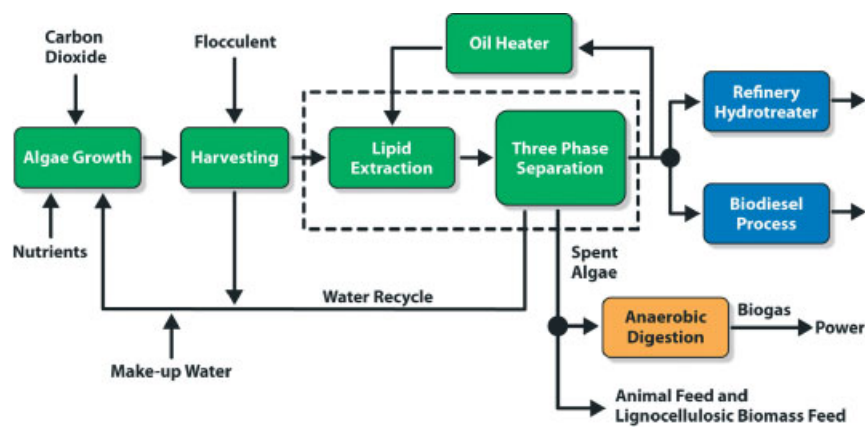 Carbon
Dioxide
Flocculent
Oil Heater
Refinery
Hydrotreater
Algae Growth
Harvesting
Lipid
Extraction
Three Phase
Separation
Biodiesel
Process
Nutrients
Spent
Algae
Water Recycle
Make-up Water
Anaerobic
Digestion
Biogas
Power
Animal Feed and
Lignocellulosic Biomass Feed